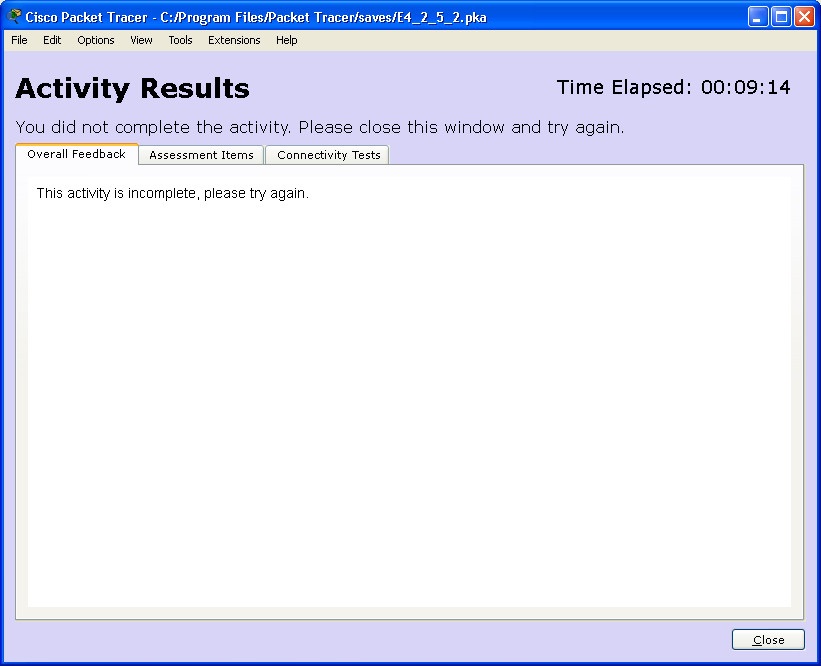 Cisco Packet Tracer - C:/Program Files/Packet Tracer/saves/E4_2_5_2.pka
File Edit Options View Tools Extensions Help
Activity Results
Time Elapsed: 00:09:14
You did not complete the activity. Please close this window and try again.
Overall Feedback Assessment Items Connectivity Tests
This activity is incomplete, please try again.
Close